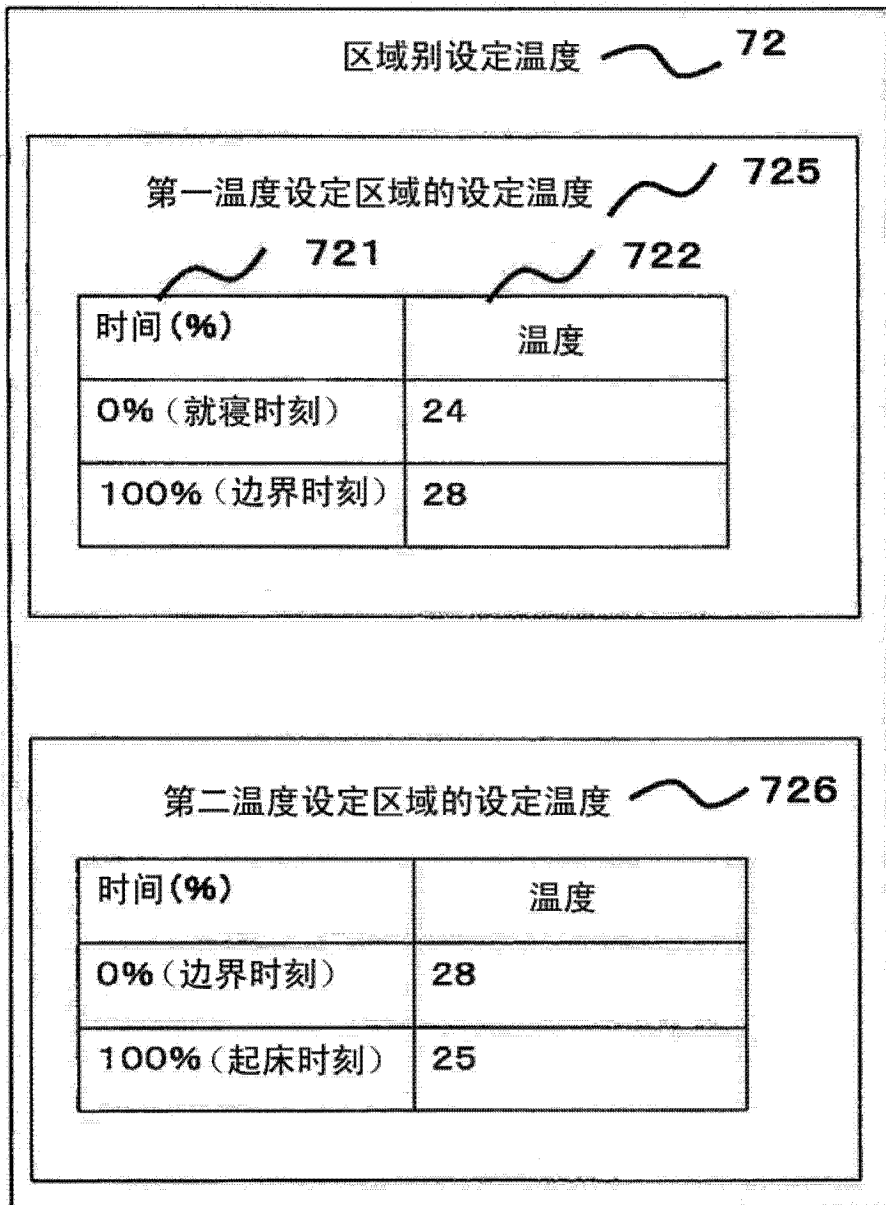 区域别设定温度 72
第一温度设定区域的设定温度 725
721 722
时间(%) 温度
0%(就寝时刻) 24
100%(边界时刻) 28
第二温度设定区域的设定温度 726
时间(%) 温度
0%(边界时刻) 28
100%(起床时刻) 25